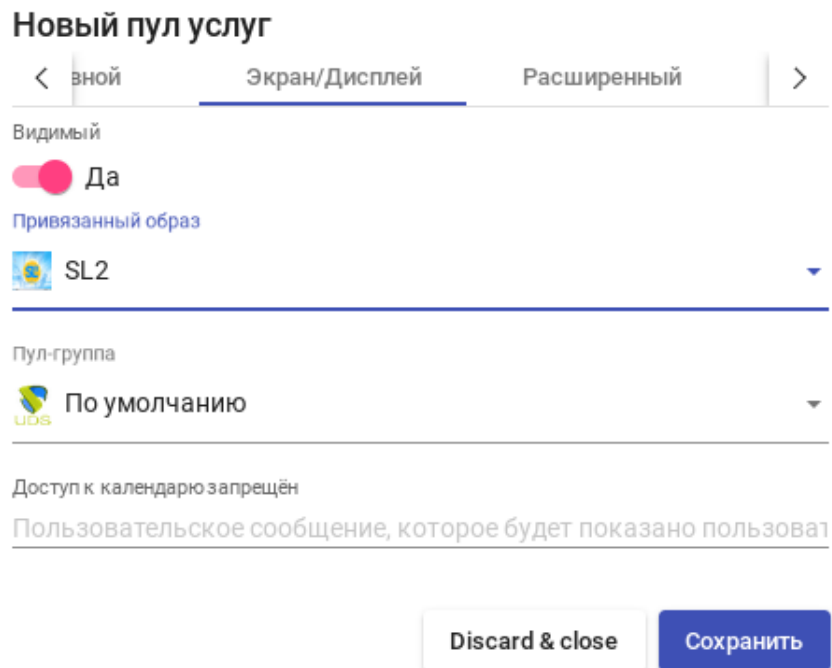 Новый пул услуг
вной
Экран/Дисплей
Расширенный
Видимый
Да
Привязанный образ
SL2
Пул-группа
UDS
По умолчанию
Доступ к календарю запрещён
Пользовательское сообщение, которое будет показано пользоват
Discard & close
Сохранить